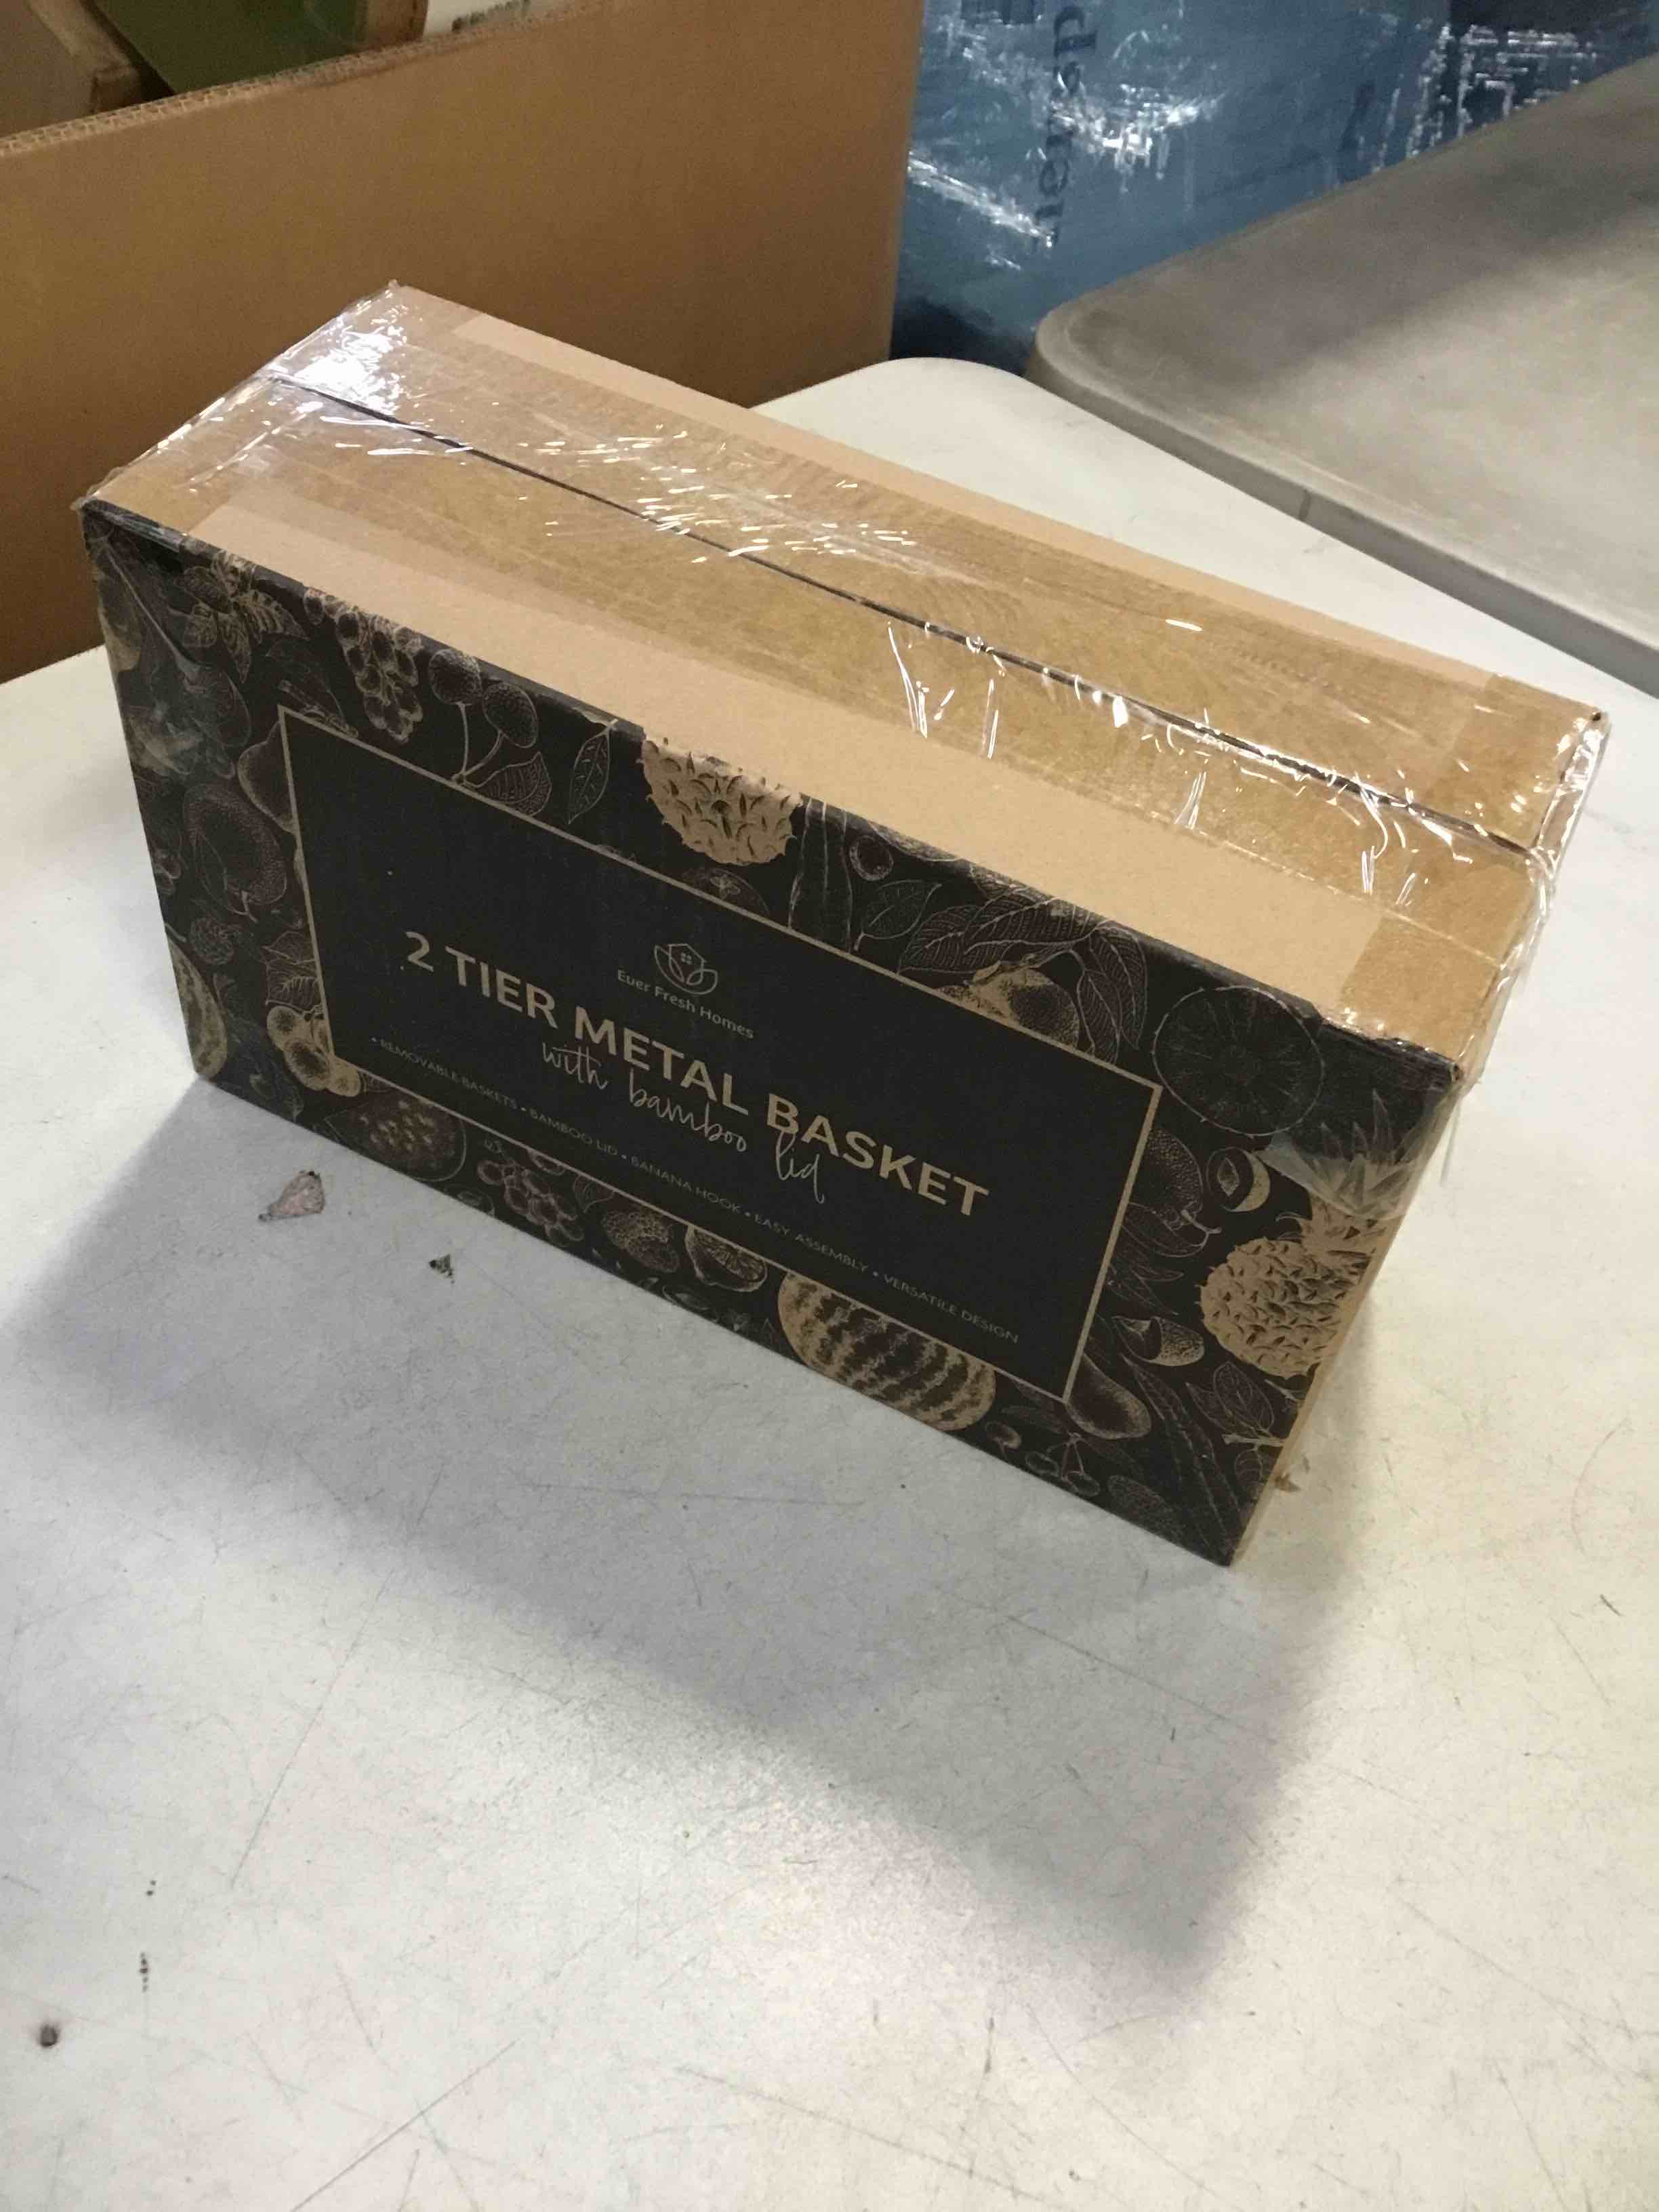 Ever Fresh Homes
2 TIER METAL BASKET
with bamboo lid
• REMOVABLE BASKETS • BAMBOO LID • BANANA HOOK • EASY ASSEMBLY • VERSATILE DESIGN